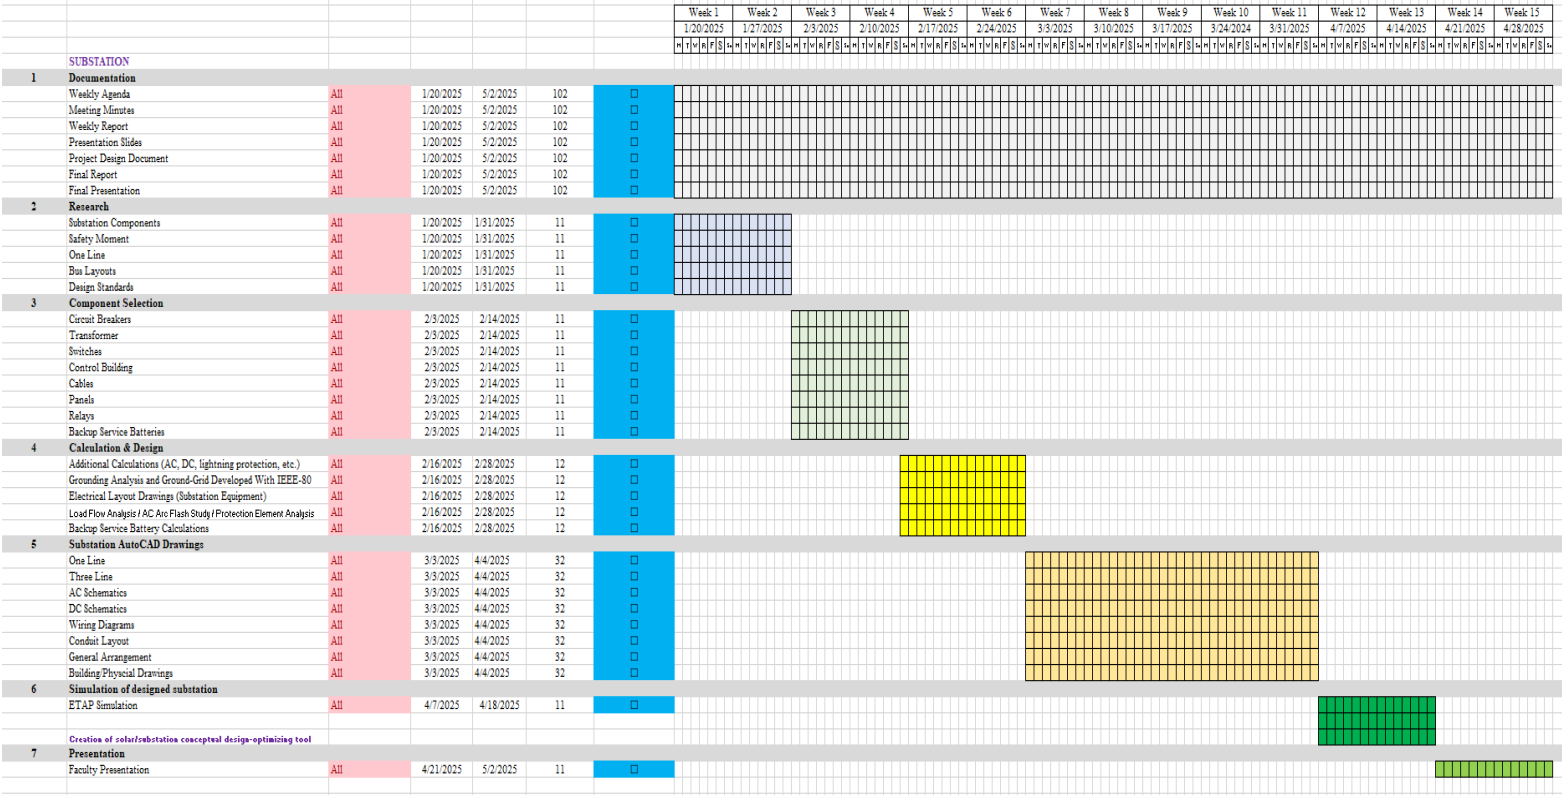 Week 1 Week 2 Week 3 Week 4 Week 5 Week 6 Week 7 Week 8 Week 9 Week 10 Week 11 Week 12 Week 13 Week 14 Week 15
1/20/2025 1/27/2025 2/3/2025 2/10/2025 2/17/2025 2/24/2025 3/3/2025 3/10/2025 3/17/2025 3/24/2024 3/31/2025 4/7/2025 4/14/2025 4/21/2025 4/28/2025
M T W R F S Su M T W R F S Su M T W R F S Su M T W R F S Su M T W R F S Su M T W R F S Su M T W R F S Su M T W R F S Su M T W R F S Su M T W R F S Su M T W R F S Su M T W R F S Su M T W R F S Su M T W R F S Su M T W R F S Su
SUBSTATION
1 Documentation
Weekly Agenda All 1/20/2025 5/2/2025 102 ☐
Meeting Minutes All 1/20/2025 5/2/2025 102 ☐
Weekly Report All 1/20/2025 5/2/2025 102 ☐
Presentation Slides All 1/20/2025 5/2/2025 102 ☐
Project Design Document All 1/20/2025 5/2/2025 102 ☐
Final Report All 1/20/2025 5/2/2025 102 ☐
Final Presentation All 1/20/2025 5/2/2025 102 ☐
2 Research
Substation Components All 1/20/2025 1/31/2025 11 ☐
Safety Moment All 1/20/2025 1/31/2025 11 ☐
One Line All 1/20/2025 1/31/2025 11 ☐
Bus Layouts All 1/20/2025 1/31/2025 11 ☐
Design Standards All 1/20/2025 1/31/2025 11 ☐
3 Component Selection
Circuit Breakers All 2/3/2025 2/14/2025 11 ☐
Transformer All 2/3/2025 2/14/2025 11 ☐
Switches All 2/3/2025 2/14/2025 11 ☐
Control Building All 2/3/2025 2/14/2025 11 ☐
Cables All 2/3/2025 2/14/2025 11 ☐
Panels All 2/3/2025 2/14/2025 11 ☐
Relays All 2/3/2025 2/14/2025 11 ☐
Backup Service Batteries All 2/3/2025 2/14/2025 11 ☐
4 Calculation & Design
Additional Calculations (AC, DC, lightning protection, etc.) All 2/16/2025 2/28/2025 12 ☐
Grounding Analysis and Ground-Grid Developed With IEEE-80 All 2/16/2025 2/28/2025 12 ☐
Electrical Layout Drawings (Substation Equipment) All 2/16/2025 2/28/2025 12 ☐
Load Flow Analysis / AC Arc Flash Study / Protection Element Analysis All 2/16/2025 2/28/2025 12 ☐
Backup Service Battery Calculations All 2/16/2025 2/28/2025 12 ☐
5 Substation AutoCAD Drawings
One Line All 3/3/2025 4/4/2025 32 ☐
Three Line All 3/3/2025 4/4/2025 32 ☐
AC Schematics All 3/3/2025 4/4/2025 32 ☐
DC Schematics All 3/3/2025 4/4/2025 32 ☐
Wiring Diagrams All 3/3/2025 4/4/2025 32 ☐
Conduit Layout All 3/3/2025 4/4/2025 32 ☐
General Arrangement All 3/3/2025 4/4/2025 32 ☐
Building/Physcial Drawings All 3/3/2025 4/4/2025 32 ☐
6 Simulation of designed substation
ETAP Simulation All 4/7/2025 4/18/2025 11 ☐
Creation of solar/substation conceptual design-optimizing tool
7 Presentation
Faculty Presentation All 4/21/2025 5/2/2025 11 ☐